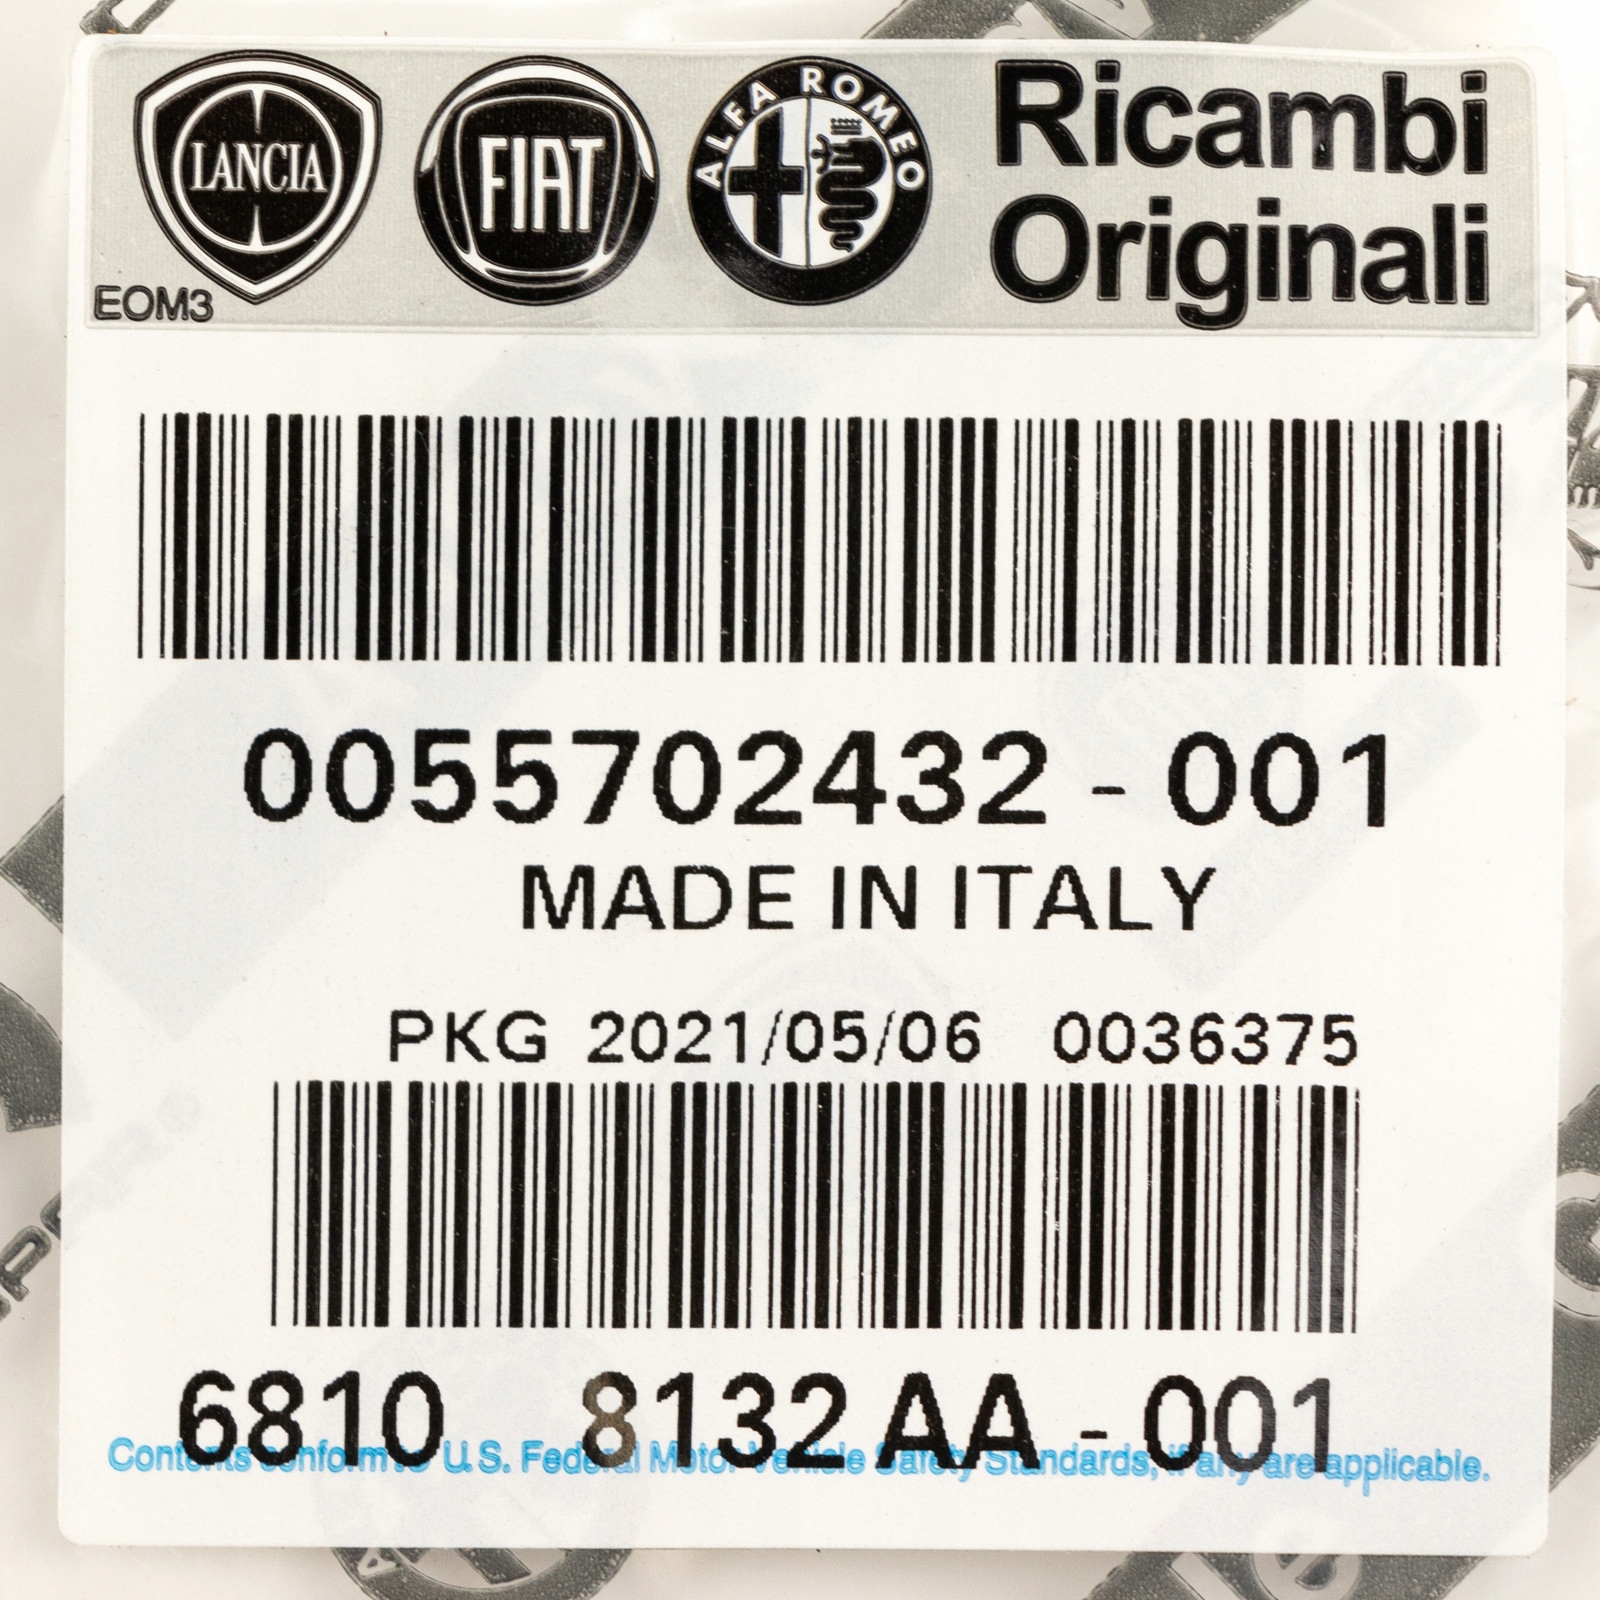 LANCIA
FIAT
ALFA ROMEO
Ricambi
Originali
EOM3
0055702432 - 001
MADE IN ITALY
PKG 2021/05/06 0036375
6810 8132 AA - 001
Contents conform to U.S. Federal Motor Vehicle Safety Standards, if any are applicable.